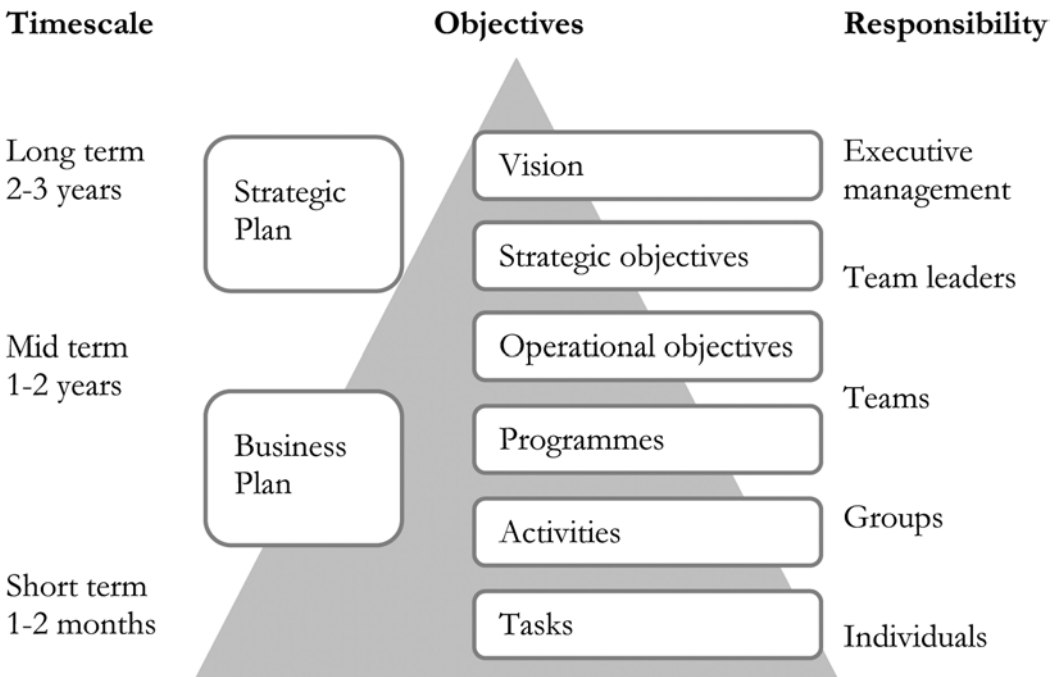 Timescale
Objectives
Responsibility
Long term
2-3 years
Strategic
Plan
Vision
Executive
management
Strategic objectives
Team leaders
Mid term
1-2 years
Operational objectives
Business
Plan
Teams
Programmes
Activities
Groups
Short term
1-2 months
Tasks
Individuals